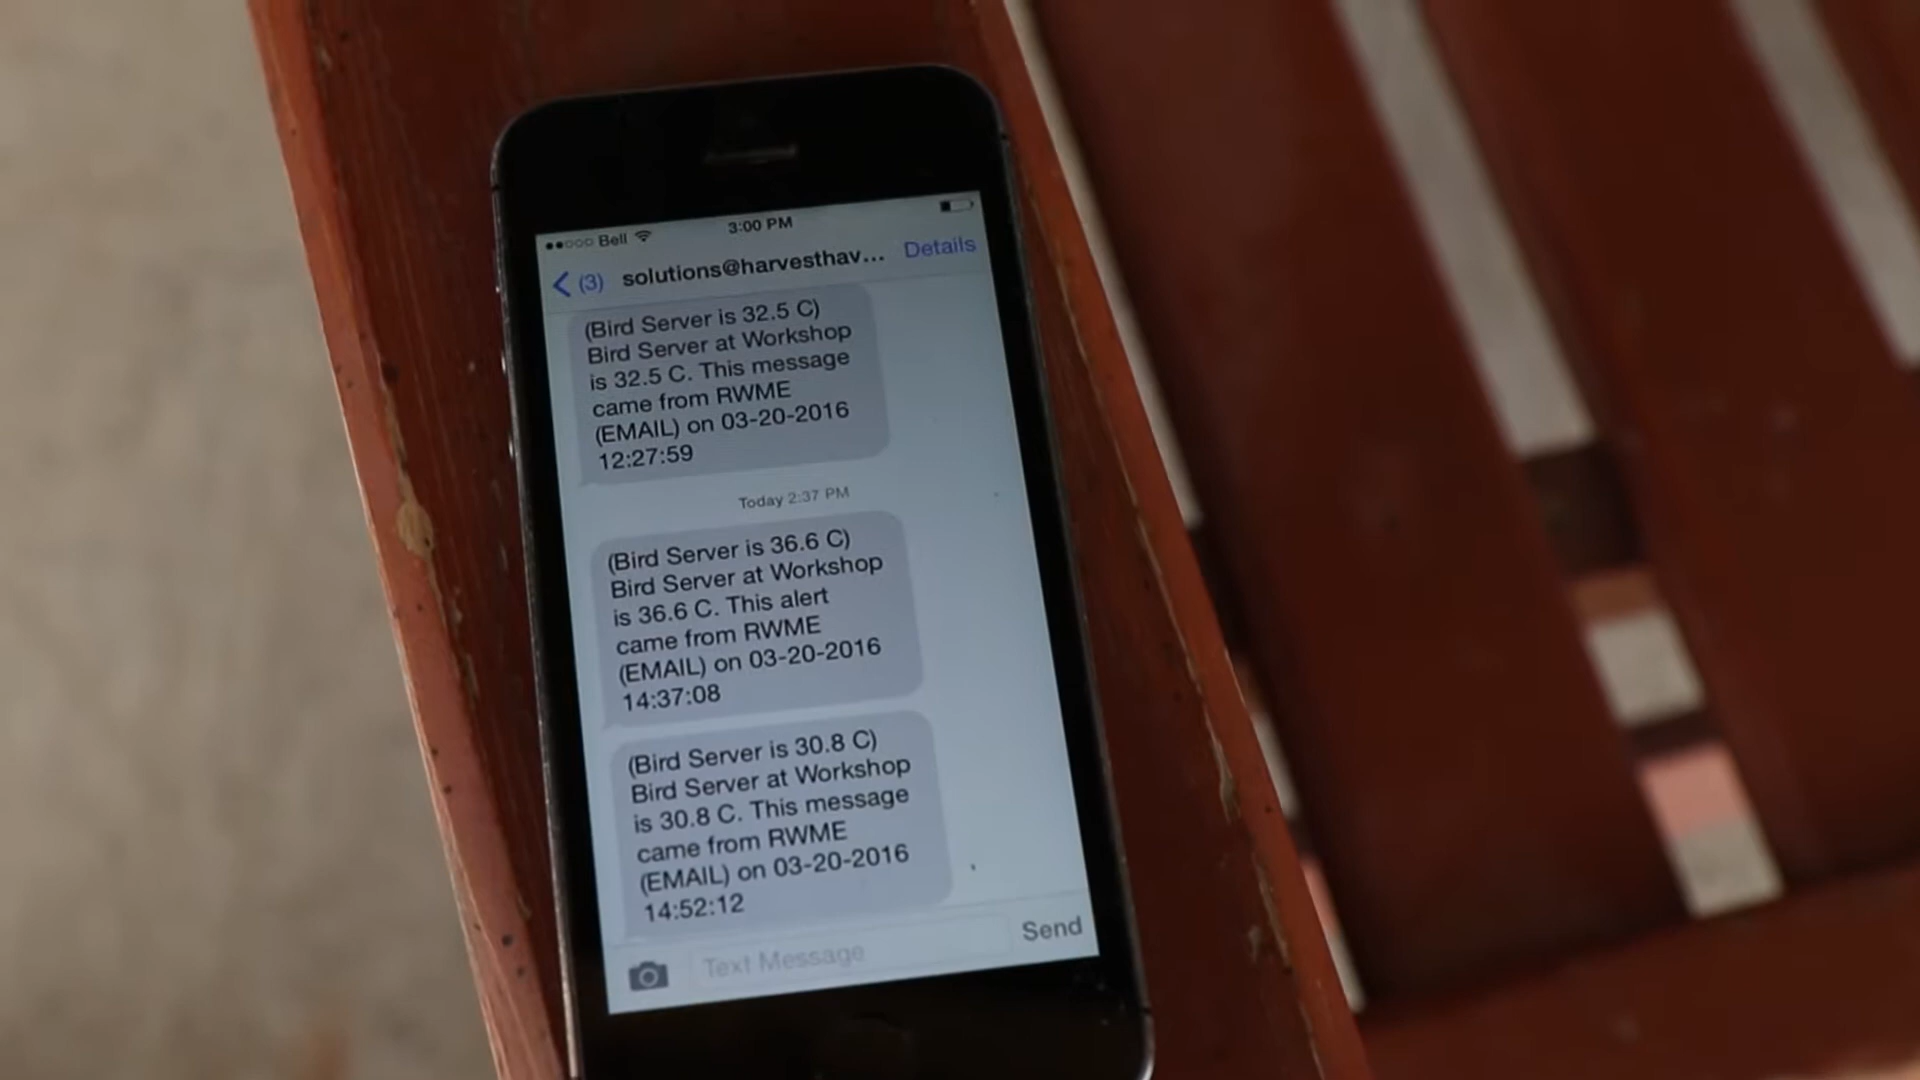 Bell 3:00 PM
(3) solutions@harvesthav... Details
(Bird Server is 32.5 C)
Bird Server at Workshop
is 32.5 C. This message
came from RWME
(EMAIL) on 03-20-2016
12:27:59
Today 2:37 PM
(Bird Server is 36.6 C)
Bird Server at Workshop
is 36.6 C. This alert
came from RWME
(EMAIL) on 03-20-2016
14:37:08
(Bird Server is 30.8 C)
Bird Server at Workshop
is 30.8 C. This message
came from RWME
(EMAIL) on 03-20-2016
14:52:12
Text Message Send